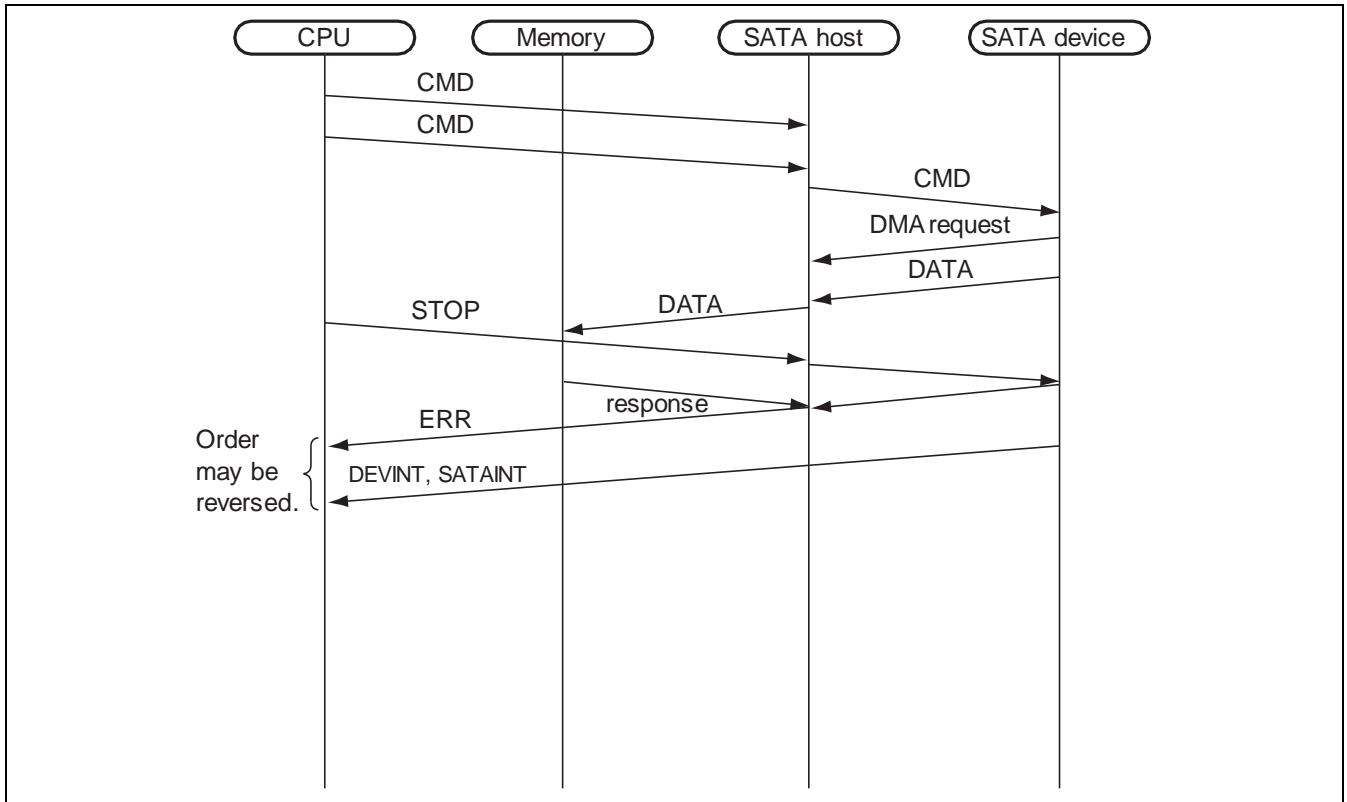 CPU
Memory
SATA host
SATA device
CMD
CMD
CMD
DMA request
DATA
DATA
STOP
response
ERR
Order
may be
reversed.
DEVINT, SATAINT